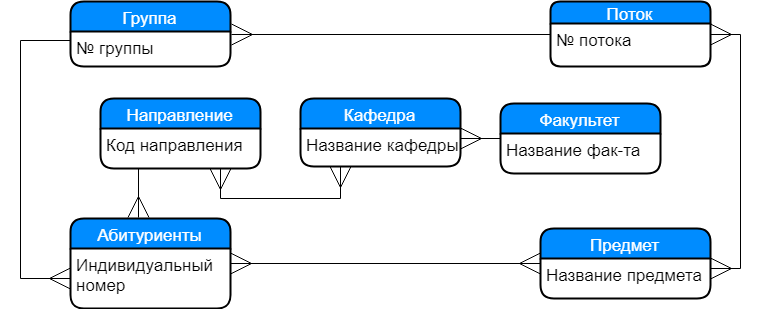 Группа
№ группы
Поток
№ потока
Направление
Код направления
Кафедра
Название кафедры
Факультет
Название фак-та
Абитуриенты
Индивидуальный
номер
Предмет
Название предмета